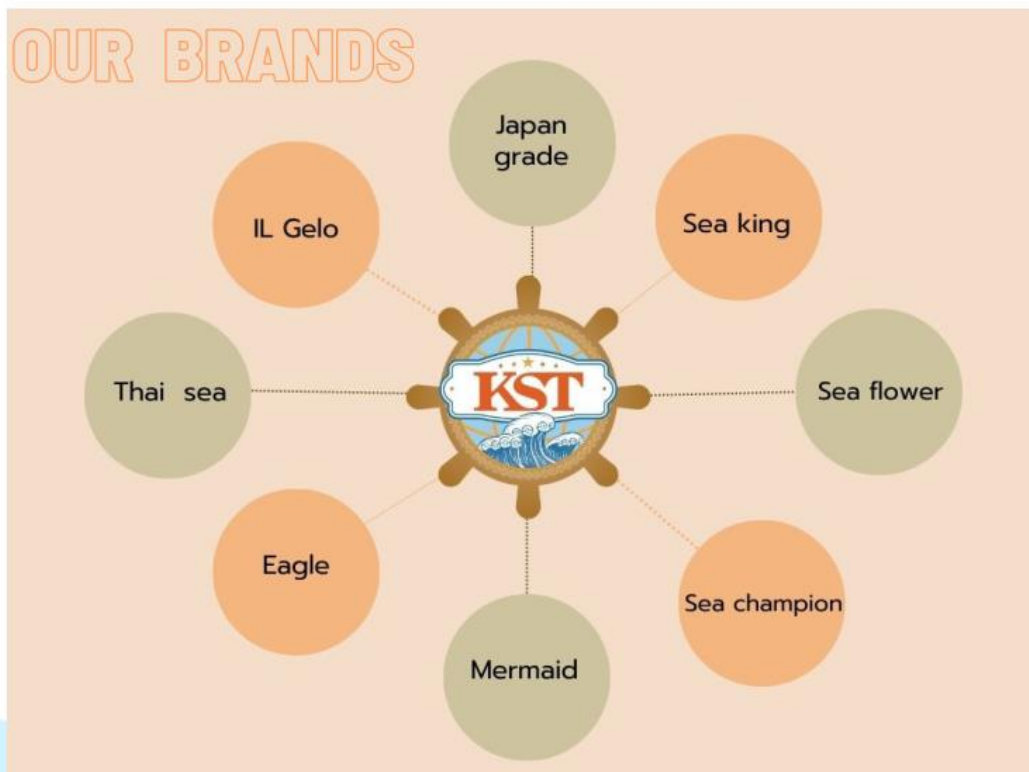 OUR BRANDS
Japan
grade
IL Gelo
Sea king
KST
Thai sea
Sea flower
Eagle
Sea champion
Mermaid